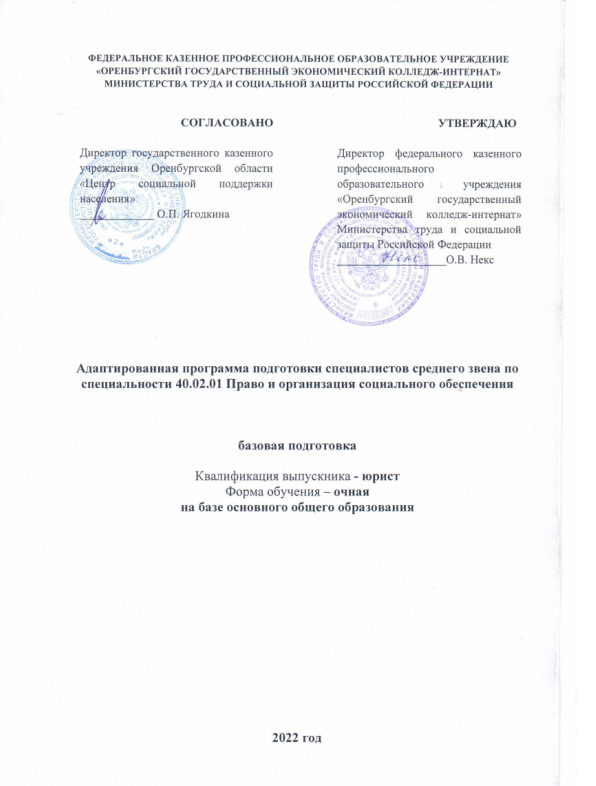 ФЕДЕРАЛЬНОЕ КАЗЕННОЕ ПРОФЕССИОНАЛЬНОЕ ОБРАЗОВАТЕЛЬНОЕ УЧРЕЖДЕНИЕ
«ОРЕНБУРГСКИЙ ГОСУДАРСТВЕННЫЙ ЭКОНОМИЧЕСКИЙ КОЛЛЕДЖ-ИНТЕРНАТ»
МИНИСТЕРСТВА ТРУДА И СОЦИАЛЬНОЙ ЗАЩИТЫ РОССИЙСКОЙ ФЕДЕРАЦИИ
СОГЛАСОВАНО
Директор государственного казенного
учреждения Оренбургской области
«Центр социальной поддержки
населения»
О.П. Ягодкина
УТВЕРЖДАЮ
Директор федерального казенного
профессионального
образовательного учреждения
«Оренбургский государственный
экономический колледж-интернат»
Министерства труда и социальной
защиты Российской Федерации
О.В. Некс
Адаптированная программа подготовки специалистов среднего звена по
специальности 40.02.01 Право и организация социального обеспечения
базовая подготовка
Квалификация выпускника - юрист
Форма обучения – очная
на базе основного общего образования
2022 год